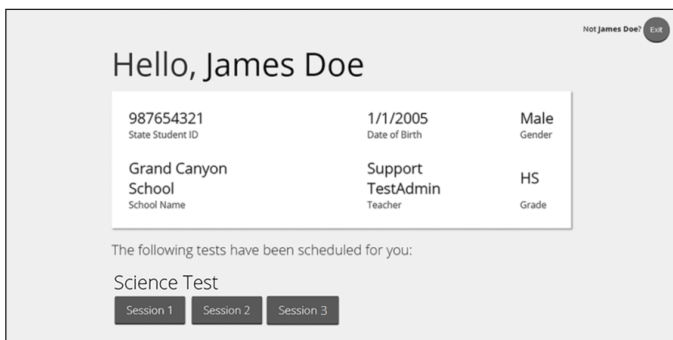 Not James Doe? Exit
Hello, James Doe
987654321 1/1/2005 Male
State Student ID Date of Birth Gender
Grand Canyon School Support TestAdmin HS
School Name Teacher Grade
The following tests have been scheduled for you:
Science Test
Session 1 Session 2 Session 3